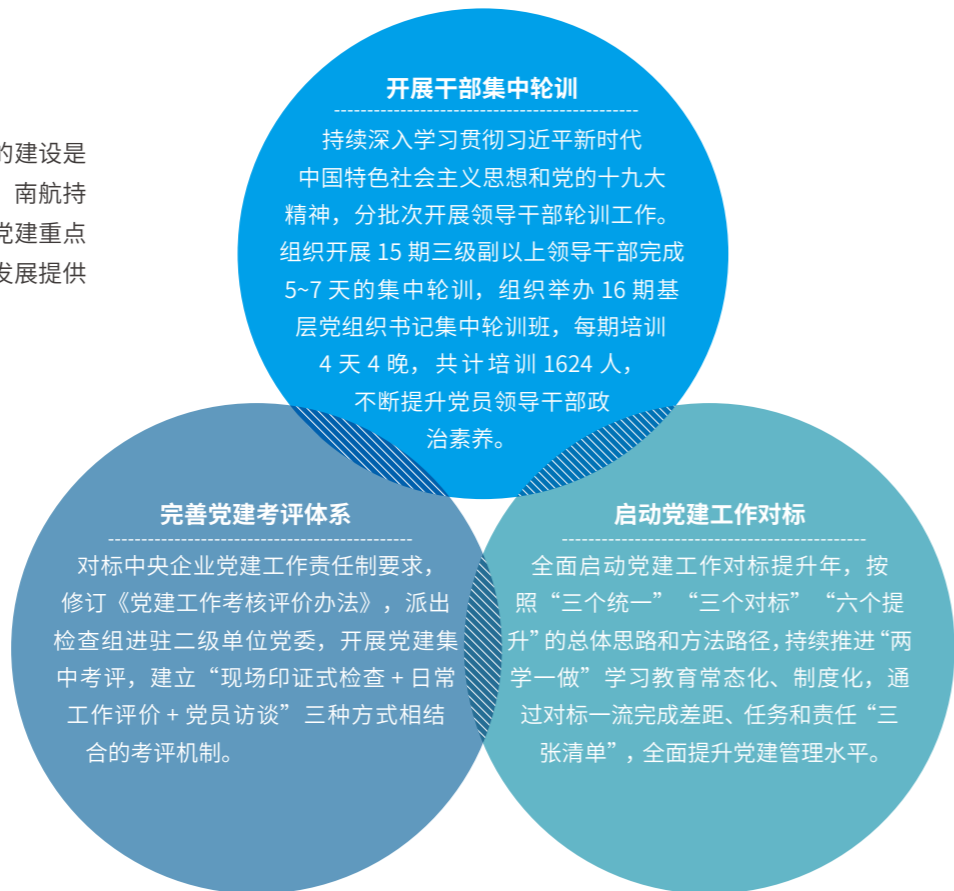 的建设是
南航持
党建重点
发展提供
开展干部集中轮训
持续深入学习贯彻习近平新时代
中国特色社会主义思想和党的十九大
精神，分批次开展领导干部轮训工作。
组织开展 15 期三级副以上领导干部完成
5~7 天的集中轮训，组织举办 16 期基
层党组织书记集中轮训班，每期培训
4 天 4 晚，共计培训 1624 人，
不断提升党员领导干部政
治素养。
完善党建考评体系
对标中央企业党建工作责任制要求，
修订《党建工作考核评价办法》，派出
检查组进驻二级单位党委，开展党建集
中考评，建立“现场印证式检查 + 日常
工作评价 + 党员访谈”三种方式相结
合的考评机制。
启动党建工作对标
全面启动党建工作对标提升年，按
照“三个统一”“三个对标”“六个提
升”的总体思路和方法路径，持续推进“两
学一做”学习教育常态化、制度化，通
过对标一流完成差距、任务和责任“三
张清单”，全面提升党建管理水平。